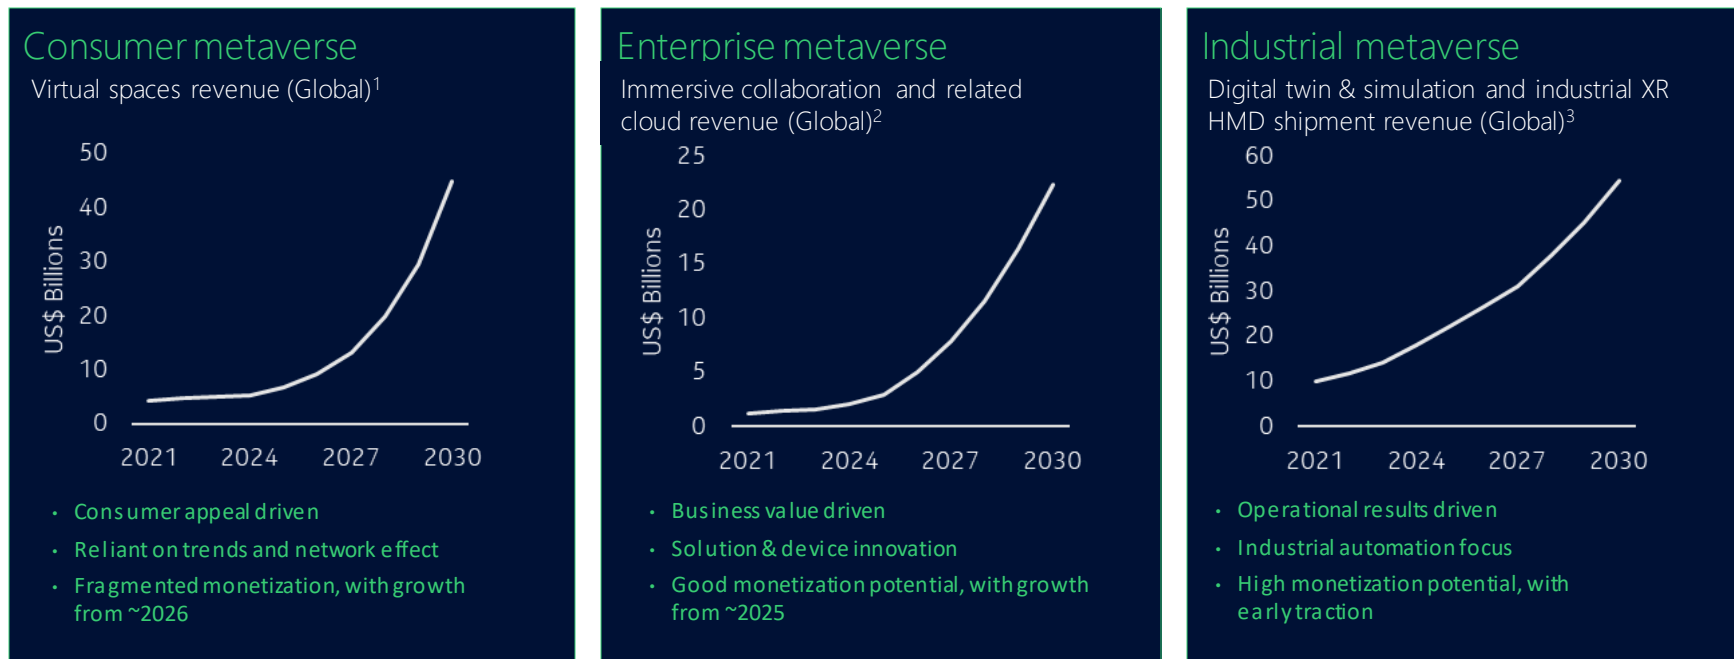 Consumer metaverse
Virtual spaces revenue (Global)¹
50
40
30
20
10
0
US$ Billions
2021 2024 2027 2030
• Consumer appeal driven
• Reliant on trends and network effect
• Fragmented monetization, with growth
from ~2026
Enterprise metaverse
Immersive collaboration and related
cloud revenue (Global)²
25
20
15
10
5
0
US$ Billions
2021 2024 2027 2030
• Business value driven
• Solution & device innovation
• Good monetization potential, with growth
from ~2025
Industrial metaverse
Digital twin & simulation and industrial XR
HMD shipment revenue (Global)³
60
50
40
30
20
10
0
US$ Billions
2021 2024 2027 2030
• Operational results driven
• Industrial automation focus
• High monetization potential, with
early traction